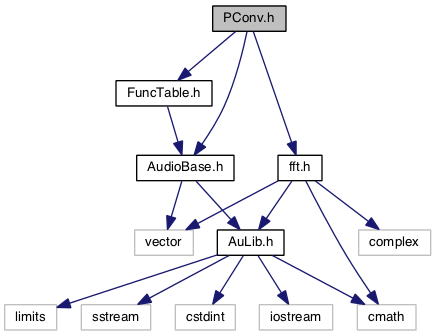 PConv.h
FuncTable.h
AudioBase.h
fft.h
vector
AuLib.h
complex
limits
sstream
cstdint
iostream
cmath